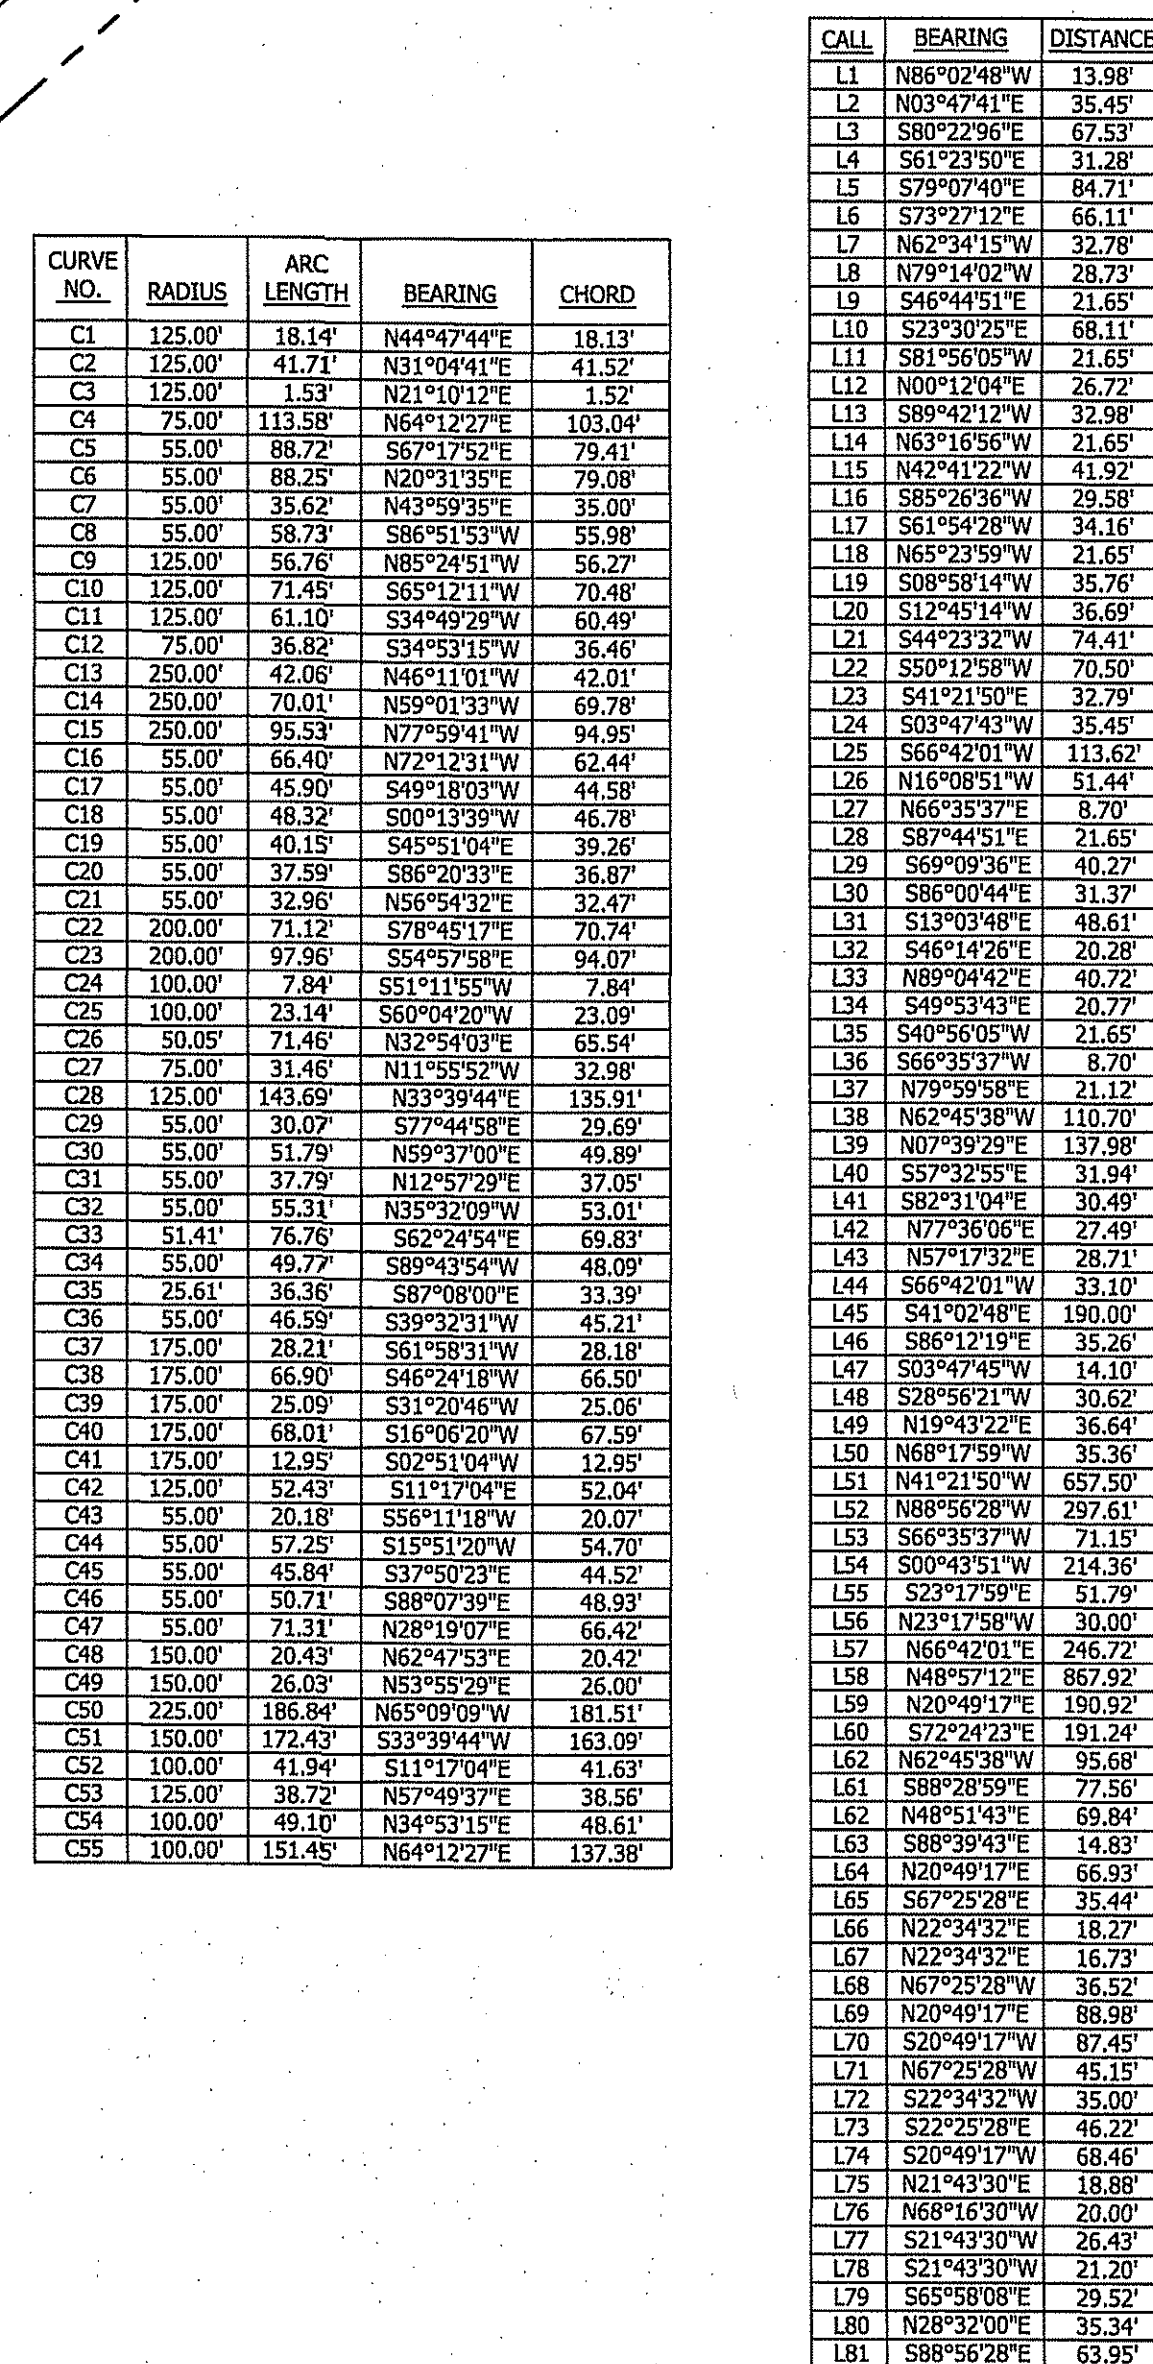 CURVE NO. RADIUS ARC LENGTH BEARING CHORD
C1 125.00' 18.14' N44°47'44"E 18.13'
C2 125.00' 41.71' N31°04'41"E 41.52'
C3 125.00' 1.53' N21°10'12"E 1.52'
C4 75.00' 113.58' N64°12'27"E 103.04'
C5 55.00' 88.72' S67°17'52"E 79.41'
C6 55.00' 88.25' N20°31'35"E 79.08'
C7 55.00' 35.62' N43°59'35"E 35.00'
C8 55.00' 58.73' S86°51'53"W 55.98'
C9 125.00' 56.76' N85°24'51"W 56.27'
C10 125.00' 71.45' S65°12'11"W 70.48'
C11 125.00' 61.10' S34°49'29"W 60.49'
C12 75.00' 36.82' S34°53'15"W 36.46'
C13 250.00' 42.06' N46°11'01"W 42.01'
C14 250.00' 70.01' N59°01'33"W 69.78'
C15 250.00' 95.53' N77°59'41"W 94.95'
C16 55.00' 66.40' N72°12'31"W 62.44'
C17 55.00' 45.90' S49°18'03"W 44.58'
C18 55.00' 48.32' S00°13'39"W 46.78'
C19 55.00' 40.15' S45°51'04"E 39.26'
C20 55.00' 37.59' S86°20'33"E 36.87'
C21 55.00' 32.96' N56°54'32"E 32.47'
C22 200.00' 71.12' S78°45'17"E 70.74'
C23 200.00' 97.96' S54°57'58"E 94.07'
C24 100.00' 7.84' S51°11'55"W 7.84'
C25 100.00' 23.14' S60°04'20"W 23.09'
C26 50.05' 71.46' N32°54'03"E 65.54'
C27 75.00' 31.46' N11°55'52"W 32.98'
C28 125.00' 143.69' N33°39'44"E 135.91'
C29 55.00' 30.07' S77°44'58"E 29.69'
C30 55.00' 51.79' N59°37'00"E 49.89'
C31 55.00' 37.79' N12°57'29"E 37.05'
C32 55.00' 55.31' N35°32'09"W 53.01'
C33 51.41' 76.76' S62°24'54"E 69.83'
C34 55.00' 49.77' S89°43'54"W 48.09'
C35 25.61' 36.36' S87°08'00"E 33.39'
C36 55.00' 46.59' S39°32'31"W 45.21'
C37 175.00' 28.21' S61°58'31"W 28.18'
C38 175.00' 66.90' S46°24'18"W 66.50'
C39 175.00' 25.09' S31°20'46"W 25.06'
C40 175.00' 68.01' S16°06'20"W 67.59'
C41 175.00' 12.95' S02°51'04"W 12.95'
C42 125.00' 52.43' S11°17'04"E 52.04'
C43 55.00' 20.18' S56°11'18"W 20.07'
C44 55.00' 57.25' S15°51'20"W 54.70'
C45 55.00' 45.84' S37°50'23"E 44.52'
C46 55.00' 50.71' S88°07'39"E 48.93'
C47 55.00' 71.31' N28°19'07"E 66.42'
C48 150.00' 20.43' N62°47'53"E 20.42'
C49 150.00' 26.03' N53°55'29"E 26.00'
C50 225.00' 186.84' N65°09'09"W 181.51'
C51 150.00' 172.43' S33°39'44"W 163.09'
C52 100.00' 41.94' S11°17'04"E 41.63'
C53 125.00' 38.72' N57°49'37"E 38.56'
C54 100.00' 49.10' N34°53'15"E 48.61'
C55 100.00' 151.45' N64°12'27"E 137.38'
CALL BEARING DISTANCE
L1 N86°02'48"W 13.98'
L2 N03°47'41"E 35.45'
L3 S80°22'96"E 67.53'
L4 S61°23'50"E 31.28'
L5 S79°07'40"E 84.71'
L6 S73°27'12"E 66.11'
L7 N62°34'15"W 32.78'
L8 N79°14'02"W 28.73'
L9 S46°44'51"E 21.65'
L10 S23°30'25"E 68.11'
L11 S81°56'05"W 21.65'
L12 N00°12'04"E 26.72'
L13 S89°42'12"W 32.98'
L14 N63°16'56"W 21.65'
L15 N42°41'22"W 41.92'
L16 S85°26'36"W 29.58'
L17 S61°54'28"W 34.16'
L18 N65°23'59"W 21.65'
L19 S08°58'14"W 35.76'
L20 S12°45'14"W 36.69'
L21 S44°23'32"W 74.41'
L22 S50°12'58"W 70.50'
L23 S41°21'50"E 32.79'
L24 S03°47'43"W 35.45'
L25 S66°42'01"W 113.62'
L26 N16°08'51"W 51.44'
L27 N66°35'37"E 8.70'
L28 S87°44'51"E 21.65'
L29 S69°09'36"E 40.27'
L30 S86°00'44"E 31.37'
L31 S13°03'48"E 48.61'
L32 S46°14'26"E 20.28'
L33 N89°04'42"E 40.72'
L34 S49°53'43"E 20.77'
L35 S40°56'05"W 21.65'
L36 S66°35'37"W 8.70'
L37 N79°59'58"E 21.12'
L38 N62°45'38"W 110.70'
L39 N07°39'29"E 137.98'
L40 S57°32'55"E 31.94'
L41 S82°31'04"E 30.49'
L42 N77°36'06"E 27.49'
L43 N57°17'32"E 28.71'
L44 S66°42'01"W 33.10'
L45 S41°02'48"E 190.00'
L46 S86°12'19"E 35.26'
L47 S03°47'45"W 14.10'
L48 S28°56'21"W 30.62'
L49 N19°43'22"E 36.64'
L50 N68°17'59"W 35.36'
L51 N41°21'50"W 657.50'
L52 N88°56'28"W 297.61'
L53 S66°35'37"W 71.15'
L54 S00°43'51"W 214.36'
L55 S23°17'59"E 51.79'
L56 N23°17'58"W 30.00'
L57 N66°42'01"E 246.72'
L58 N48°57'12"E 867.92'
L59 N20°49'17"E 190.92'
L60 S72°24'23"E 191.24'
L62 N62°45'38"W 95.68'
L61 S88°28'59"E 77.56'
L62 N48°51'43"E 69.84'
L63 S88°39'43"E 14.83'
L64 N20°49'17"E 66.93'
L65 S67°25'28"E 35.44'
L66 N22°34'32"E 18.27'
L67 N22°34'32"E 16.73'
L68 N67°25'28"W 36.52'
L69 N20°49'17"E 88.98'
L70 S20°49'17"W 87.45'
L71 N67°25'28"W 45.15'
L72 S22°34'32"W 35.00'
L73 S22°25'28"E 46.22'
L74 S20°49'17"W 68.46'
L75 N21°43'30"E 18.88'
L76 N68°16'30"W 20.00'
L77 S21°43'30"W 26.43'
L78 S21°43'30"W 21.20'
L79 S65°58'08"E 29.52'
L80 N28°32'00"E 35.34'
L81 S88°56'28"E 63.95'